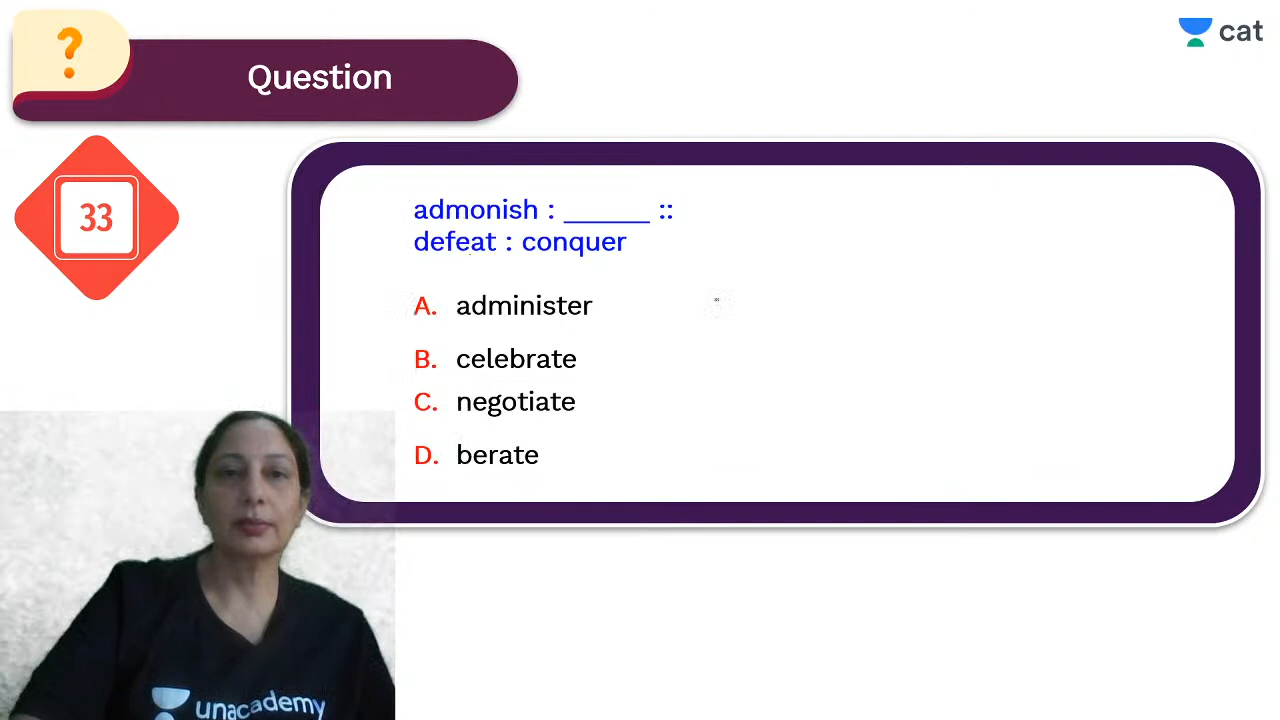 ?
cat
Question
33
admonish : ______ ::
defeat : conquer
A. administer
B. celebrate
C. negotiate
D. berate
unacademy